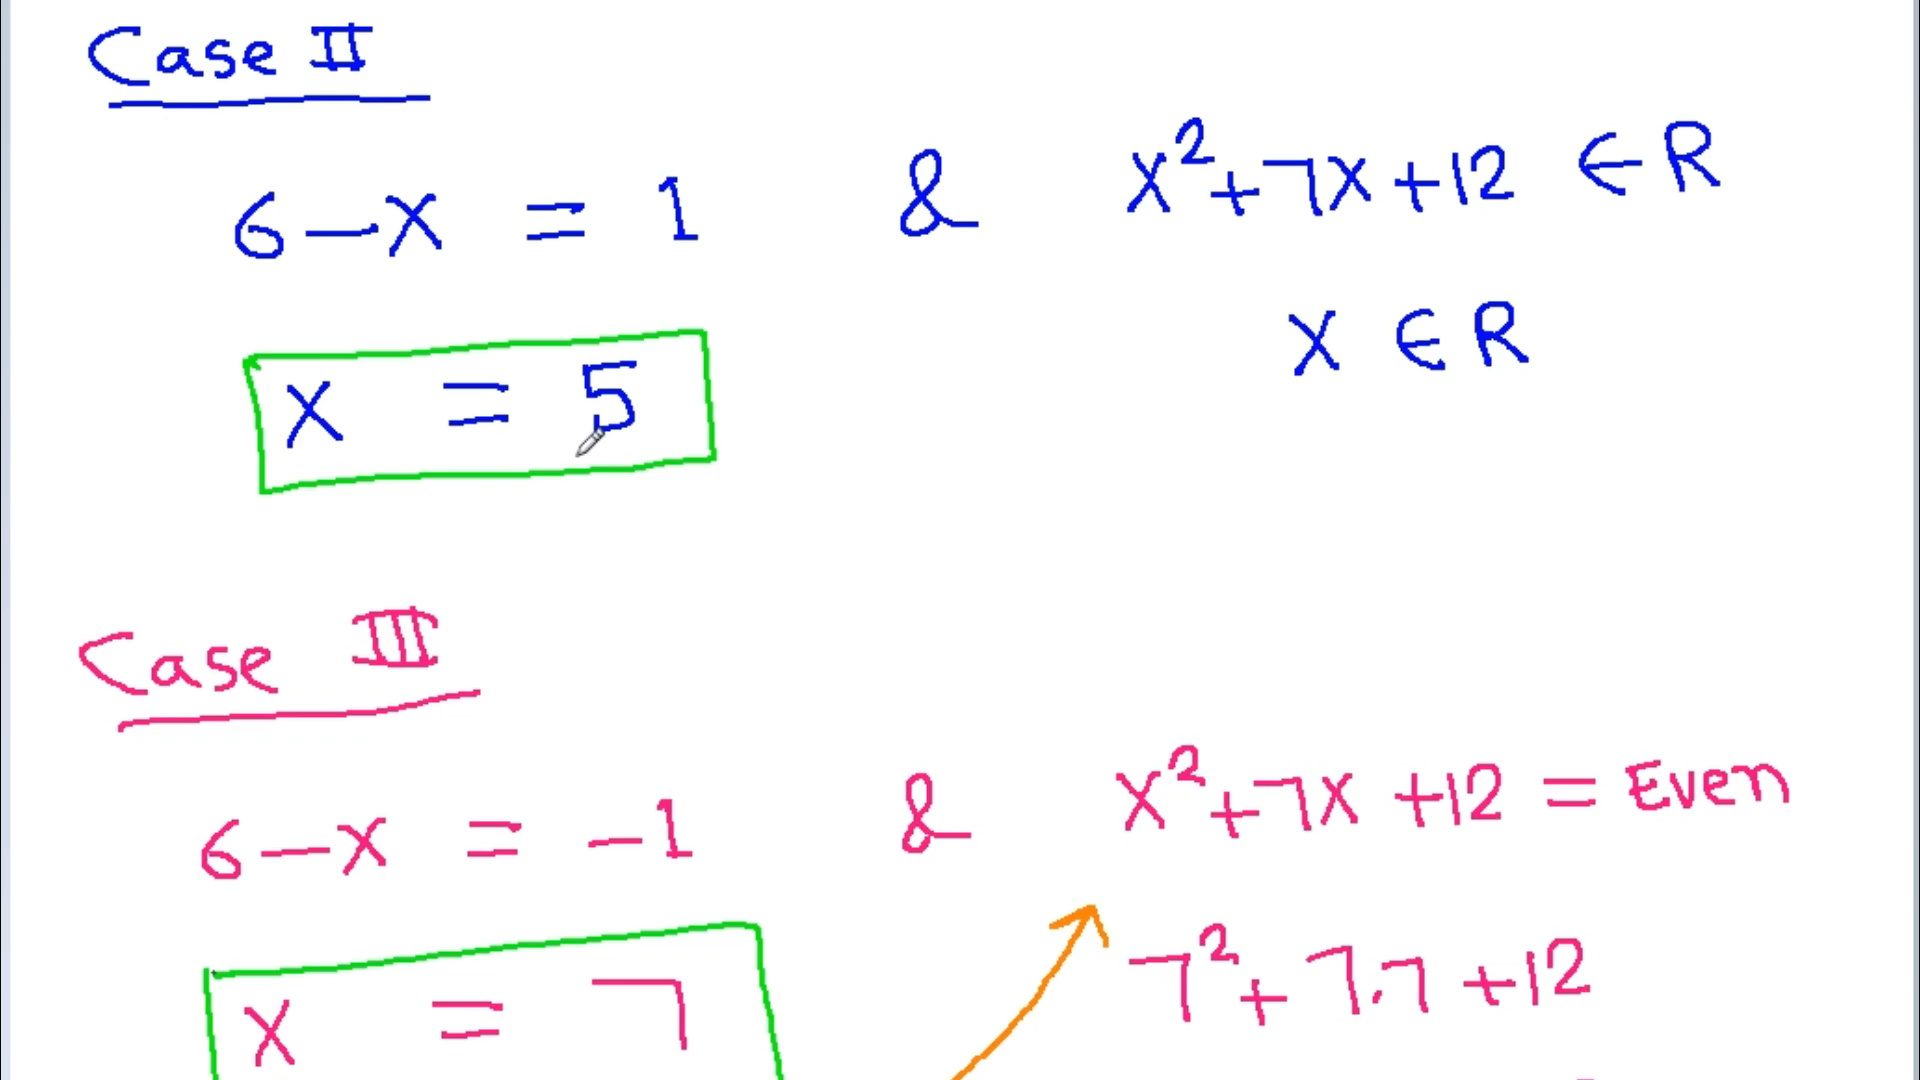 Case II
6-x = 1 & x²+7x+12 ∈ R
x ∈ R
x = 5
Case III
6-x = -1 & x²+7x+12 = Even
7²+7.7+12
x = 7